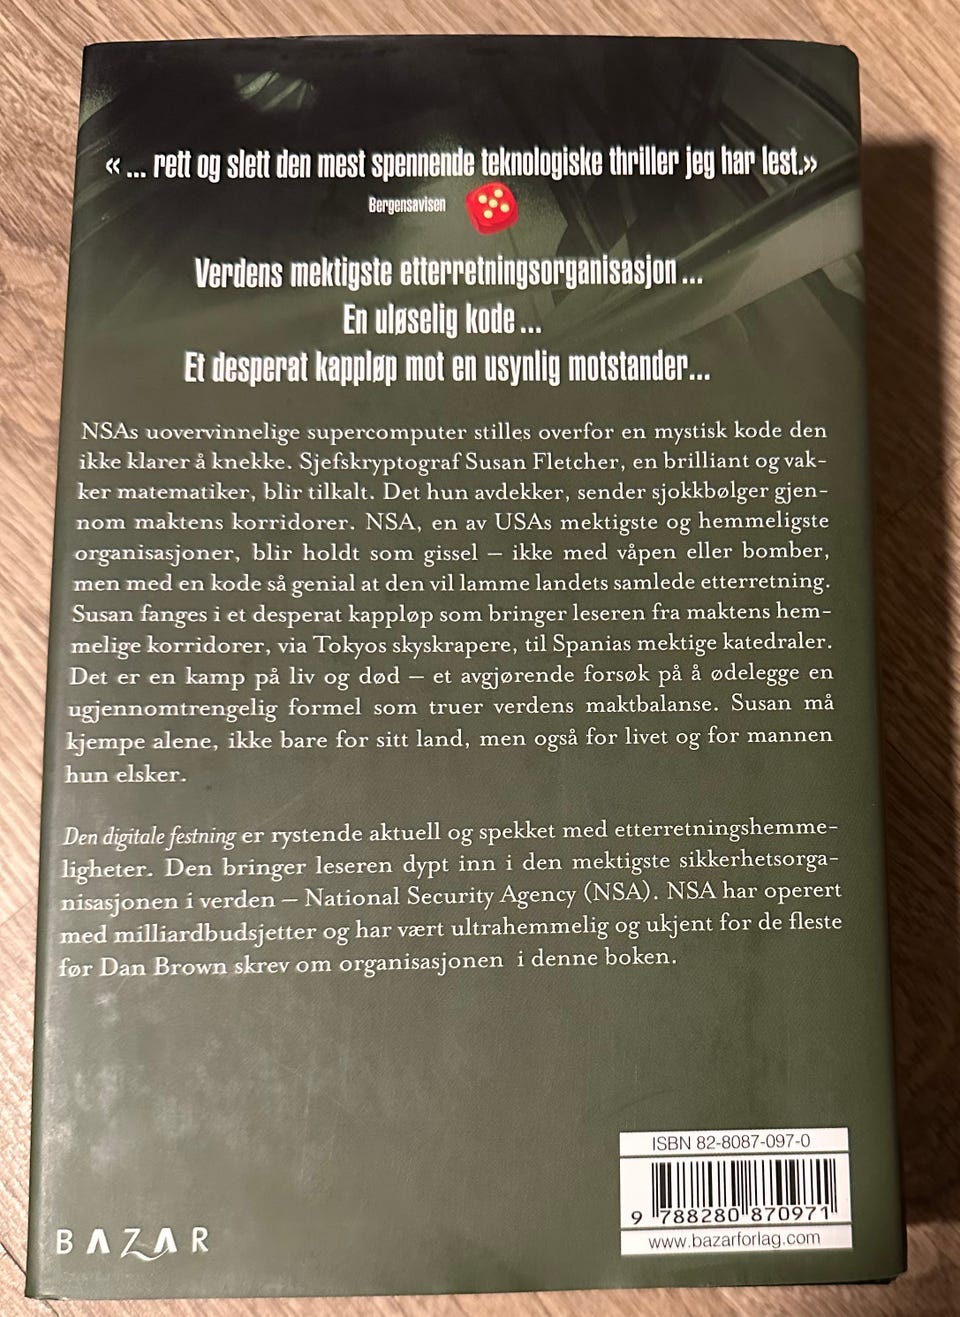 «... rett og slett den mest spennende teknologiske thriller jeg har lest.»
Bergensavisen
Verdens mektigste etterretningsorganisasjon ...
En uløselig kode ...
Et desperat kappløp mot en usynlig motstander...
NSAs uovervinnelige supercomputer stilles overfor en mystisk kode den
ikke klarer å knekke. Sjefskryptograf Susan Fletcher, en brilliant og vak-
ker matematiker, blir tilkalt. Det hun avdekker, sender sjokkbølger gjen-
nom maktens korridorer. NSA, en av USAs mektigste og hemmeligste
organisasjoner, blir holdt som gissel – ikke med våpen eller bomber,
men med en kode så genial at den vil lamme landets samlede etterretning.
Susan fanges i et desperat kappløp som bringer leseren fra maktens hem-
melige korridorer, via Tokyos skyskrapere, til Spanias mektige katedraler.
Det er en kamp på liv og død – et avgjørende forsøk på å ødelegge en
ugjennomtrengelig formel som truer verdens maktbalanse. Susan må
kjempe alene, ikke bare for sitt land, men også for livet og for mannen
hun elsker.
Den digitale festning er rystende aktuell og spekket med etterretningshemme-
ligheter. Den bringer leseren dypt inn i den mektigste sikkerhetsorga-
nisasjonen i verden – National Security Agency (NSA). NSA har operert
med milliardbudsjetter og har vært ultrahemmelig og ukjent for de fleste
før Dan Brown skrev om organisasjonen i denne boken.
ISBN 82-8087-097-0
9 788280 870971
www.bazarforlag.com
BAZAR